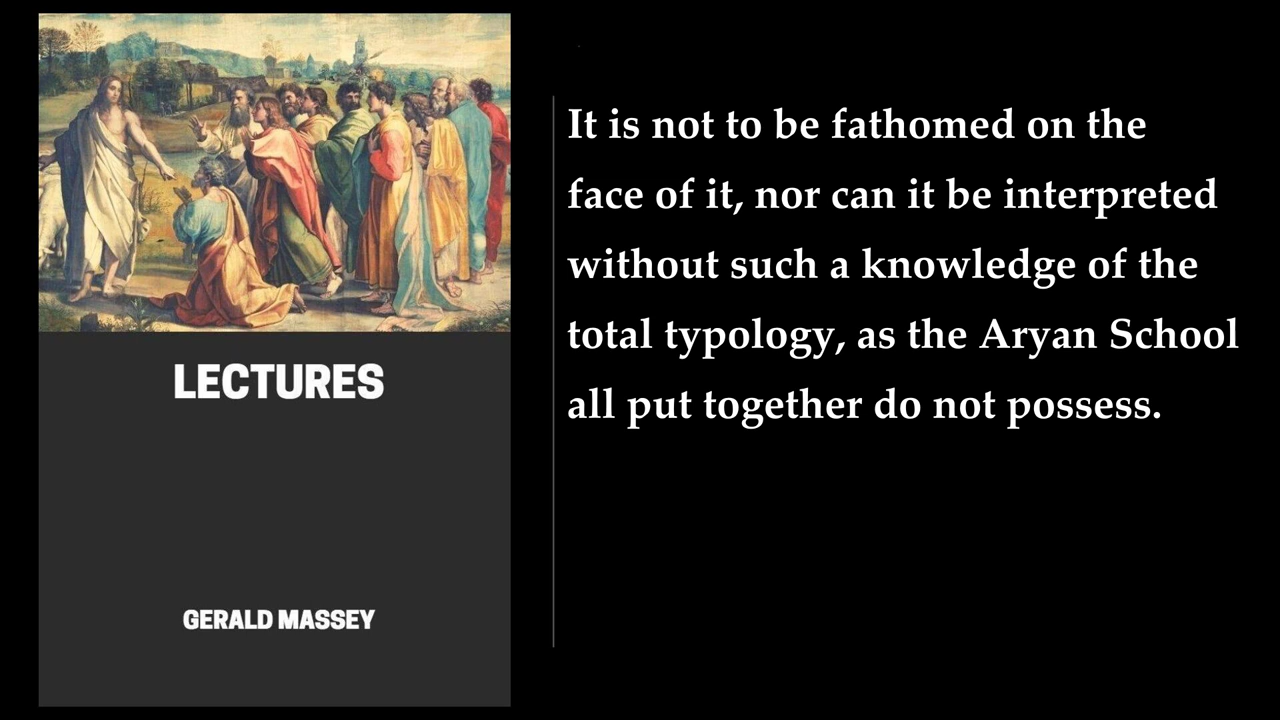 LECTURES
GERALD MASSEY
It is not to be fathomed on the
face of it, nor can it be interpreted
without such a knowledge of the
total typology, as the Aryan School
all put together do not possess.